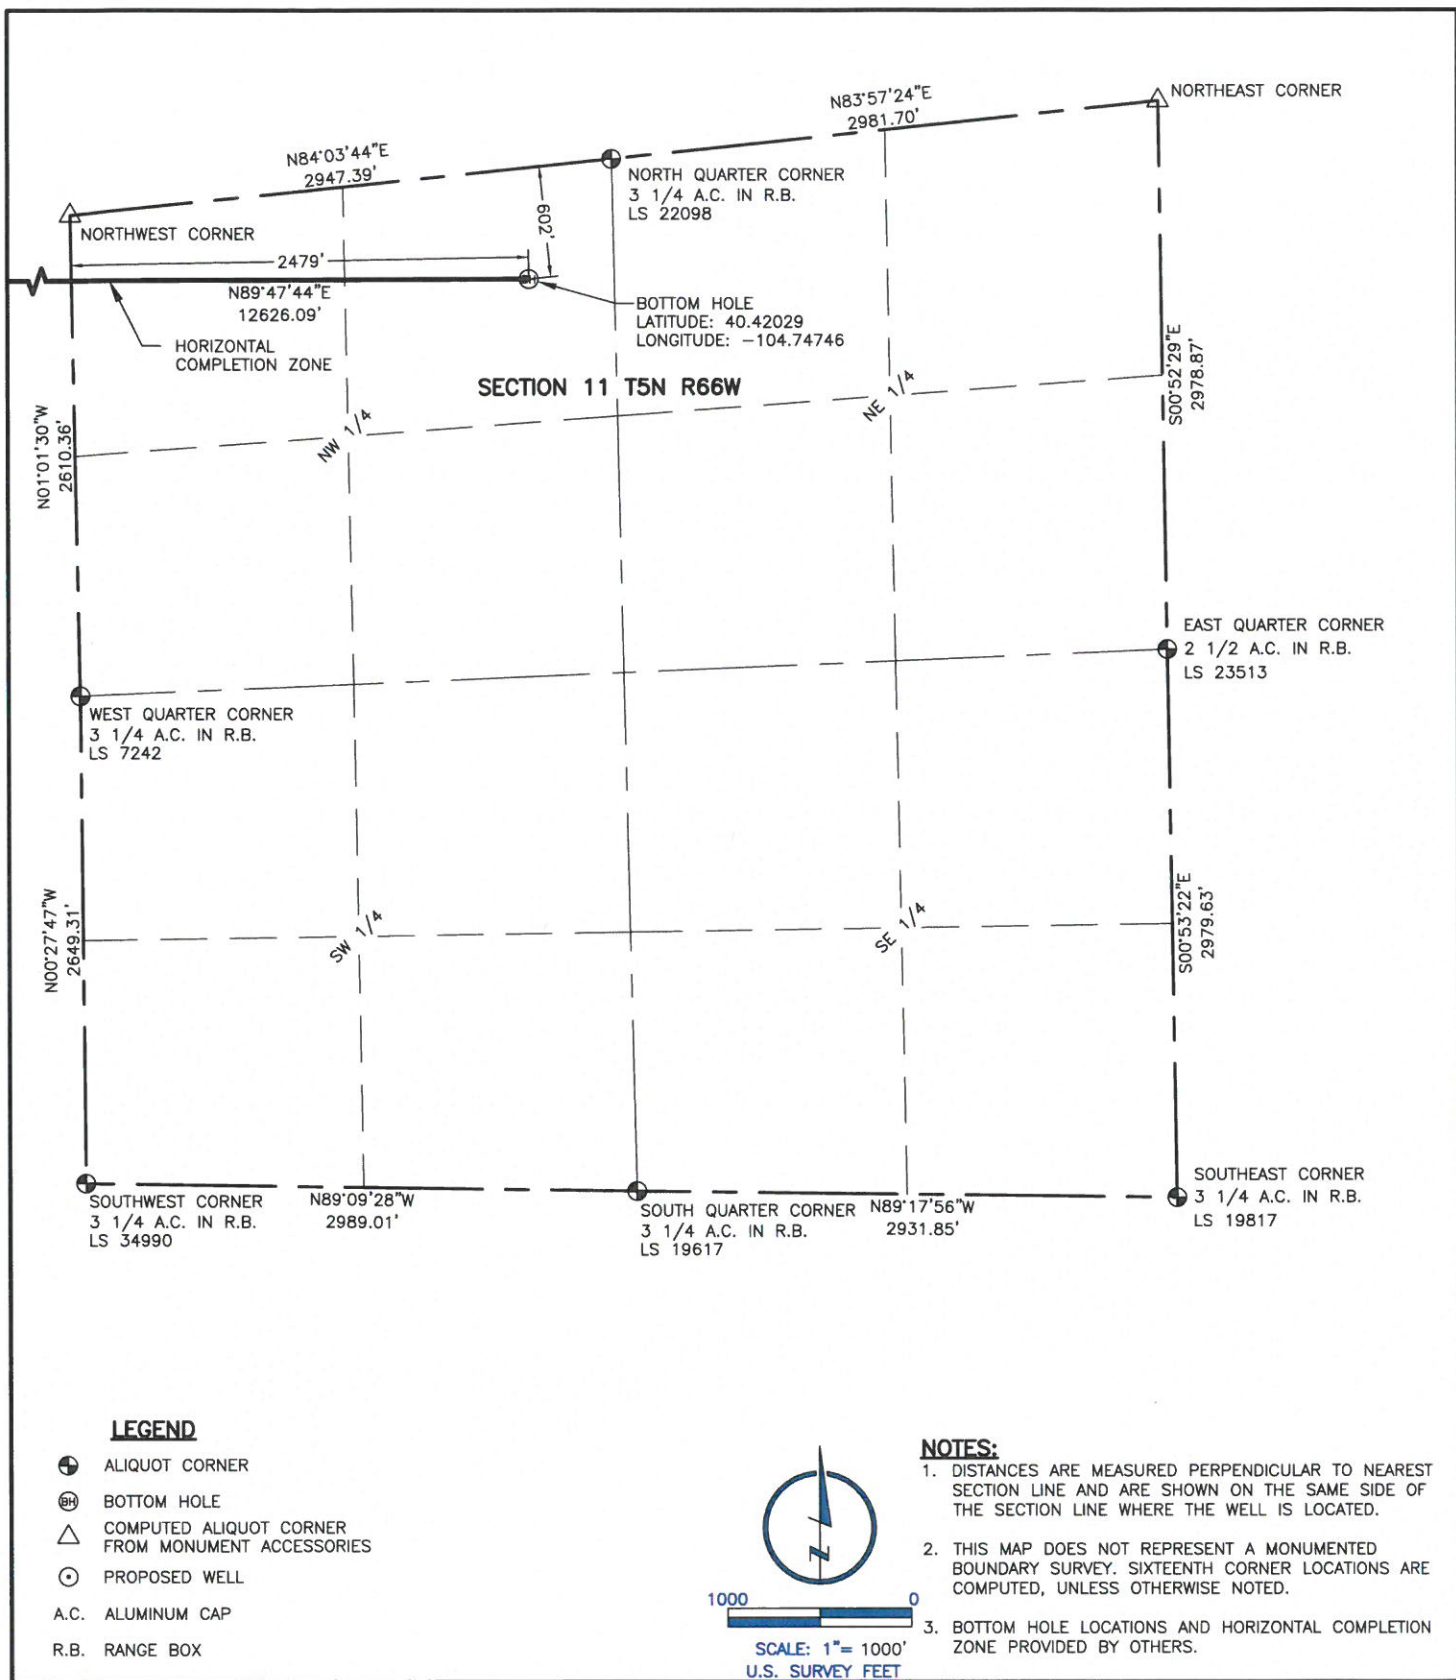 N83°57'24"E
2981.70'
NORTHEAST CORNER
N84°03'44"E
2947.39'
NORTH QUARTER CORNER
3 1/4 A.C. IN R.B.
LS 22098
602'
NORTHWEST CORNER
2479'
BH
N89°47'44"E
12626.09'
BOTTOM HOLE
LATITUDE: 40.42029
LONGITUDE: -104.74746
HORIZONTAL
COMPLETION ZONE
SECTION 11 T5N R66W
S00°52'29"E
2978.87'
N01°01'30"W
2610.36'
NW 1/4
NE 1/4
EAST QUARTER CORNER
2 1/2 A.C. IN R.B.
LS 23513
WEST QUARTER CORNER
3 1/4 A.C. IN R.B.
LS 7242
N00°27'47"W
2649.31'
SW 1/4
SE 1/4
S00°53'22"E
2979.63'
SOUTHWEST CORNER
3 1/4 A.C. IN R.B.
LS 34990
N89°09'28"W
2989.01'
SOUTH QUARTER CORNER
3 1/4 A.C. IN R.B.
LS 19617
N89°17'56"W
2931.85'
SOUTHEAST CORNER
3 1/4 A.C. IN R.B.
LS 19817
LEGEND
ALIQUOT CORNER
BH BOTTOM HOLE
COMPUTED ALIQUOT CORNER
FROM MONUMENT ACCESSORIES
PROPOSED WELL
A.C. ALUMINUM CAP
R.B. RANGE BOX
N
1000 0
SCALE: 1"= 1000'
U.S. SURVEY FEET
NOTES:
1. DISTANCES ARE MEASURED PERPENDICULAR TO NEAREST
SECTION LINE AND ARE SHOWN ON THE SAME SIDE OF
THE SECTION LINE WHERE THE WELL IS LOCATED.
2. THIS MAP DOES NOT REPRESENT A MONUMENTED
BOUNDARY SURVEY. SIXTEENTH CORNER LOCATIONS ARE
COMPUTED, UNLESS OTHERWISE NOTED.
3. BOTTOM HOLE LOCATIONS AND HORIZONTAL COMPLETION
ZONE PROVIDED BY OTHERS.